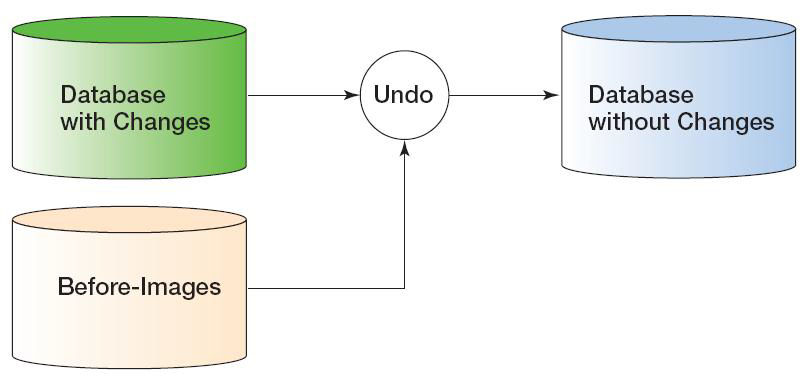 Database
with Changes
Undo
Database
without Changes
Before-Images